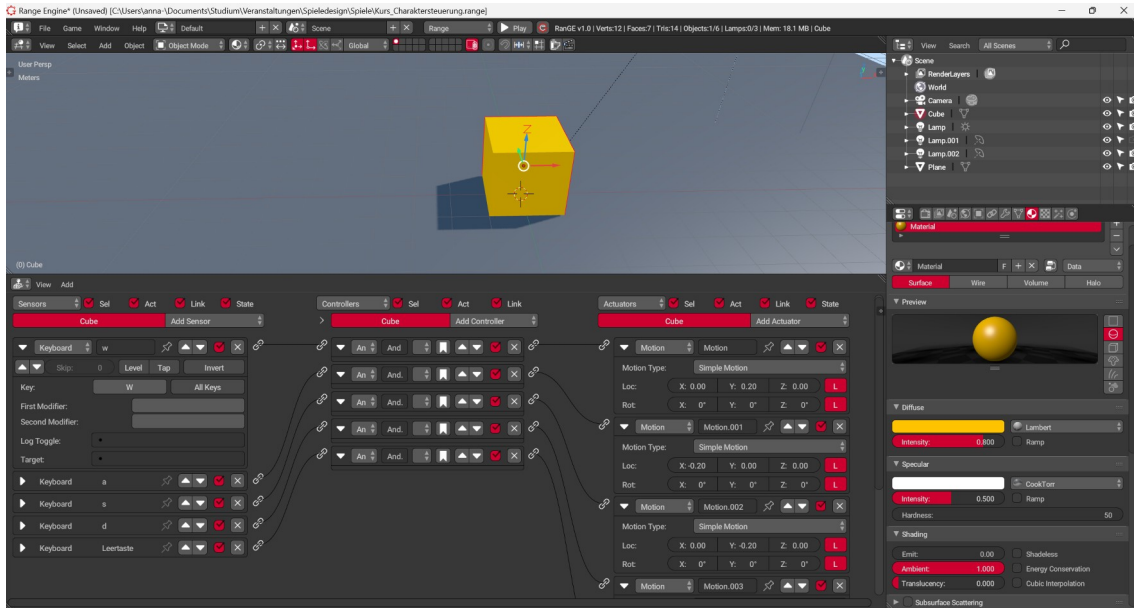 Range Engine* (Unsaved) [C:\Users\anna-\Documents\Studium\Veranstaltungen\Spieledesign\Spiele\Kurs_Charaktersteuerung.range]
File Game Window Help Default Scene Range Play RanGE v1.0 | Verts:12 | Faces:7 | Tris:14 | Objects:1/6 | Lamps:0/3 | Mem: 18.1 MB | Cube
View Select Add Object Object Mode Global
View Search All Scenes
User Persp
Meters
Z
(0) Cube
Scene
RenderLayers
World
Camera
Cube
Lamp
Lamp.001
Lamp.002
Plane
View Add
Sensors Sel Act Link State
Cube Add Sensor
Keyboard w
Skip: 0 Level Tap Invert
Key: W All Keys
First Modifier:
Second Modifier:
Log Toggle:
Target:
Keyboard a
Keyboard s
Keyboard d
Keyboard Leertaste
Controllers Sel Act Link
Cube Add Controller
An And
An And.
An And.
An And.
An And.
Actuators Sel Act Link State
Cube Add Actuator
Motion Motion
Motion Type: Simple Motion
Loc: X: 0.00 Y: 0.20 Z: 0.00 L
Rot: X: 0° Y: 0° Z: 0° L
Motion Motion.001
Motion Type: Simple Motion
Loc: X:-0.20 Y: 0.00 Z: 0.00 L
Rot: X: 0° Y: 0° Z: 0° L
Motion Motion.002
Motion Type: Simple Motion
Loc: X: 0.00 Y:-0.20 Z: 0.00 L
Rot: X: 0° Y: 0° Z: 0° L
Motion Motion.003
Material
Material F Data
Surface Wire Volume Halo
Preview
Diffuse
Lambert
Intensity: 0.800 Ramp
Specular
CookTorr
Intensity: 0.500 Ramp
Hardness: 50
Shading
Emit: 0.00 Shadeless
Ambient: 1.000 Energy Conservation
Translucency: 0.000 Cubic Interpolation
Subsurface Scattering